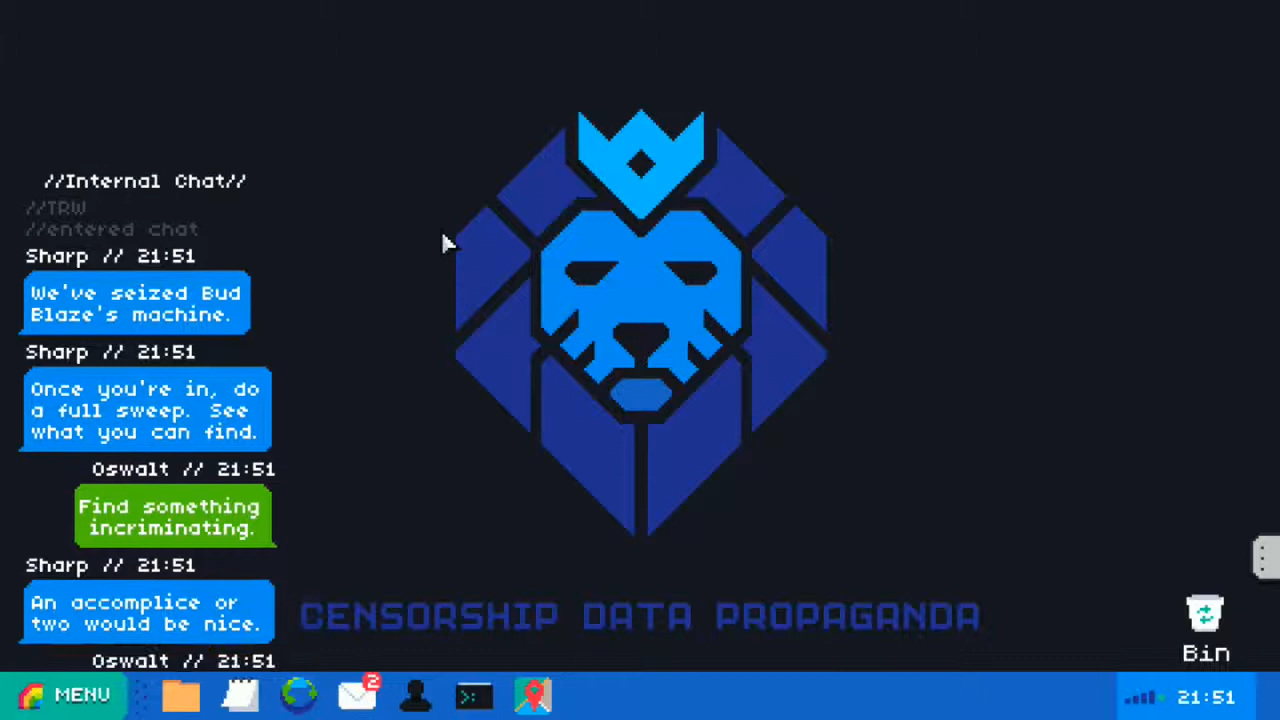 //Internal Chat//
//TRW
//entered chat
Sharp // 21:51
We've seized Bud
Blaze's machine.
Sharp // 21:51
Once you're in, do
a full sweep. See
what you can find.
Oswalt // 21:51
Find something
incriminating.
Sharp // 21:51
An accomplice or
two would be nice.
Oswalt // 21:51
CENSORSHIP DATA PROPAGANDA
Bin
MENU
2
21:51